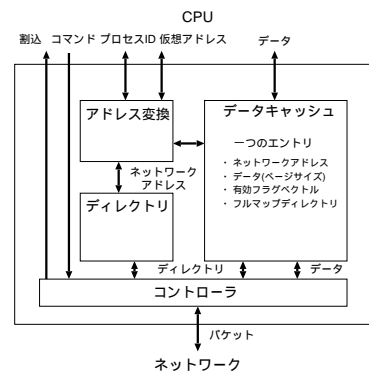 CPU
割込 コマンド プロセスID 仮想アドレス データ
アドレス変換
データキャッシュ
一つのエントリ
・ ネットワークアドレス
・ データ(ページサイズ)
・ 有効フラグベクトル
・ フルマップディレクトリ
ネットワーク
アドレス
ディレクトリ
ディレクトリ データ
コントローラ
パケット
ネットワーク